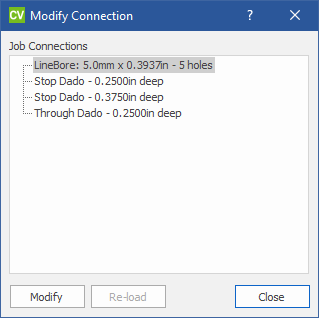 CV Modify Connection ? ×
Job Connections
LineBore: 5.0mm x 0.3937in - 5 holes
Stop Dado - 0.2500in deep
Stop Dado - 0.3750in deep
Through Dado - 0.2500in deep
Modify Re-load Close